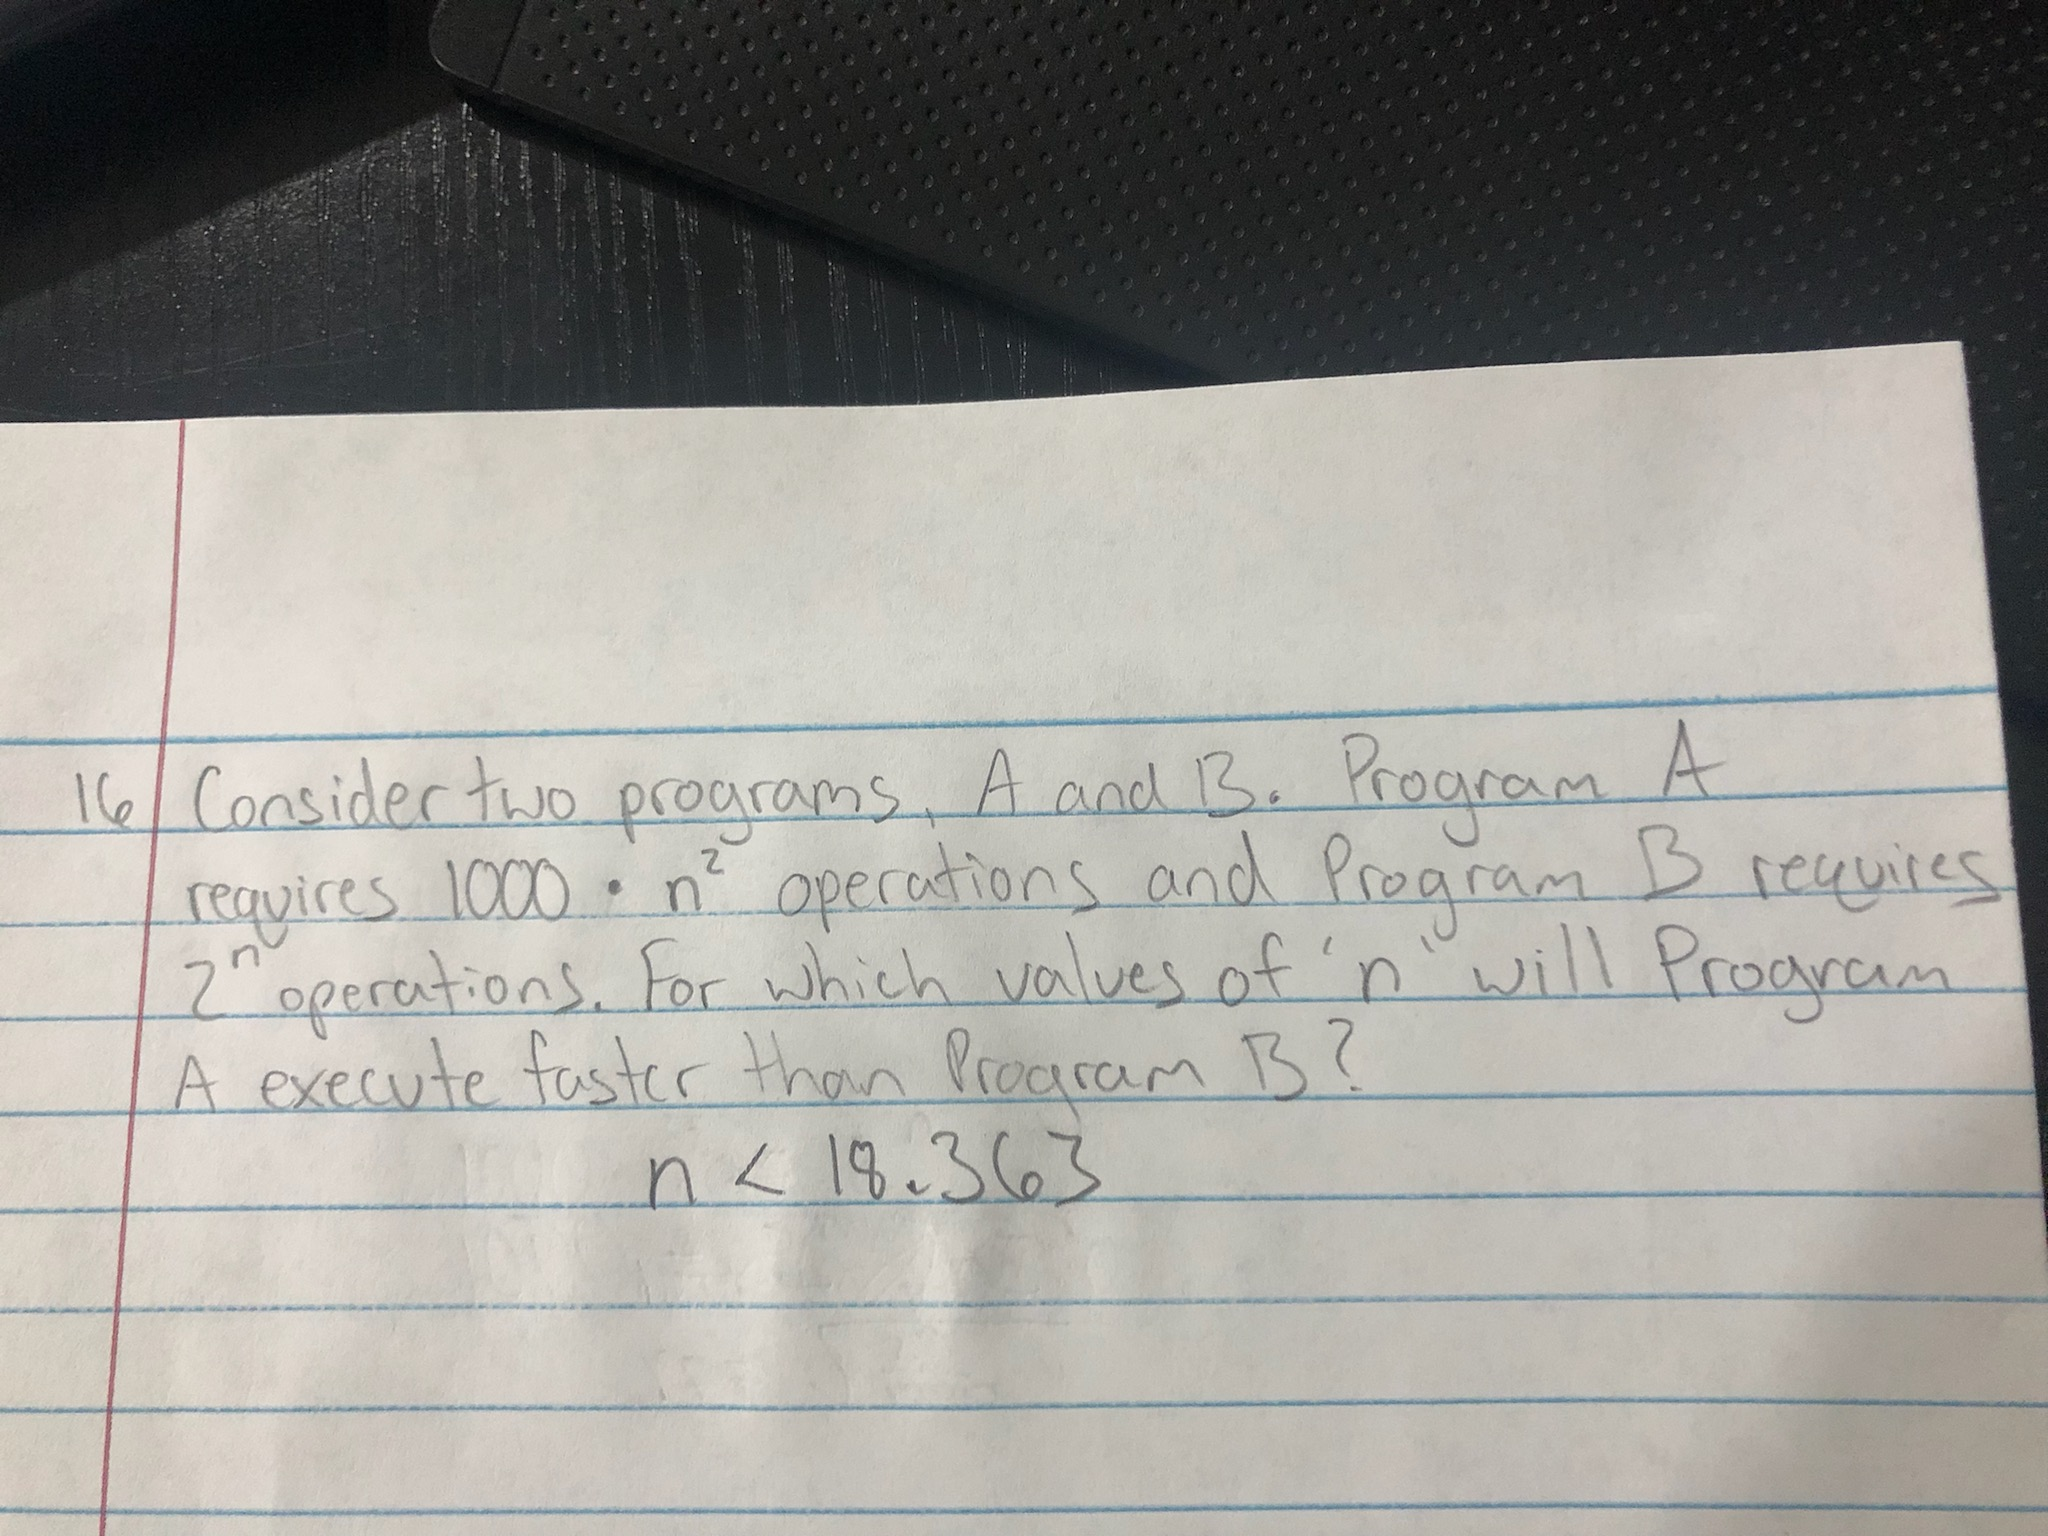 16 Consider two programs, A and B. Program A
requires 1000 · n² operations and Program B requires
2ⁿ operations. For which values of 'n' will Program
A execute faster than Program B?
n < 18.363